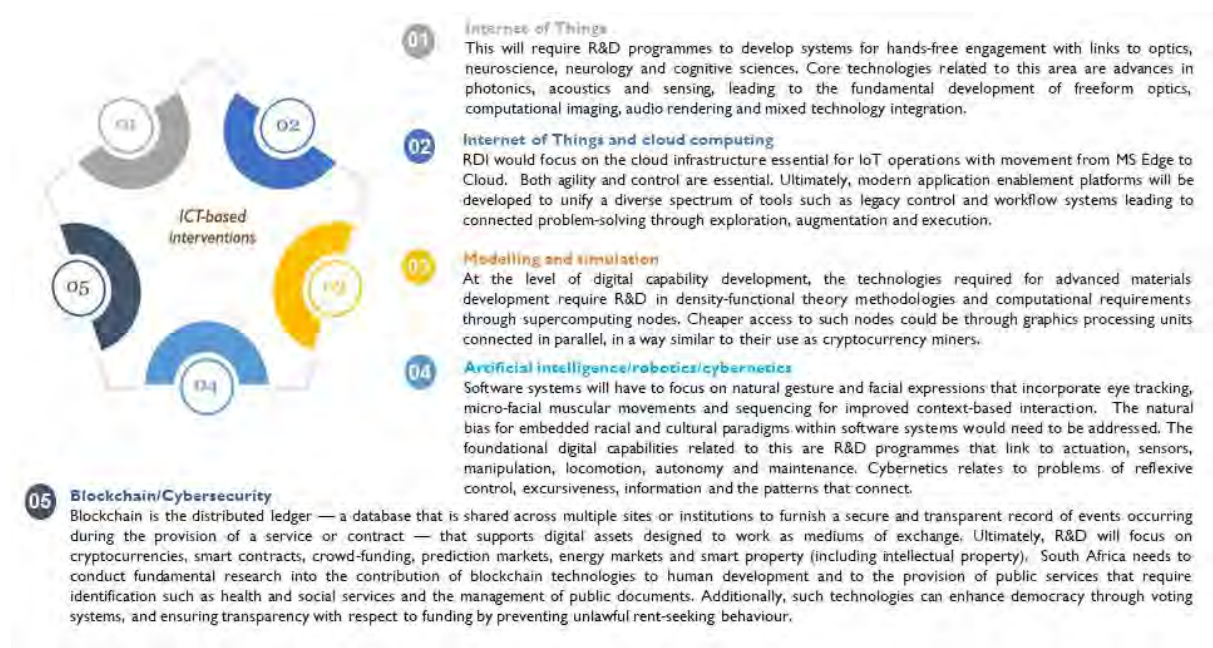 01
02
03
04
05
ICT-based
interventions
01
Internet of Things
This will require R&D programmes to develop systems for hands-free engagement with links to optics,
neuroscience, neurology and cognitive sciences. Core technologies related to this area are advances in
photonics, acoustics and sensing, leading to the fundamental development of freeform optics,
computational imaging, audio rendering and mixed technology integration.
02
Internet of Things and cloud computing
RDI would focus on the cloud infrastructure essential for IoT operations with movement from MS Edge to
Cloud. Both agility and control are essential. Ultimately, modern application enablement platforms will be
developed to unify a diverse spectrum of tools such as legacy control and workflow systems leading to
connected problem-solving through exploration, augmentation and execution.
03
Modelling and simulation
At the level of digital capability development, the technologies required for advanced materials
development require R&D in density-functional theory methodologies and computational requirements
through supercomputing nodes. Cheaper access to such nodes could be through graphics processing units
connected in parallel, in a way similar to their use as cryptocurrency miners.
04
Artificial intelligence/robotics/cybernetics
Software systems will have to focus on natural gesture and facial expressions that incorporate eye tracking,
micro-facial muscular movements and sequencing for improved context-based interaction. The natural
bias for embedded racial and cultural paradigms within software systems would need to be addressed. The
foundational digital capabilities related to this are R&D programmes that link to actuation, sensors,
manipulation, locomotion, autonomy and maintenance. Cybernetics relates to problems of reflexive
control, excursiveness, information and the patterns that connect.
05
Blockchain/Cybersecurity
Blockchain is the distributed ledger — a database that is shared across multiple sites or institutions to furnish a secure and transparent record of events occurring
during the provision of a service or contract — that supports digital assets designed to work as mediums of exchange. Ultimately, R&D will focus on
cryptocurrencies, smart contracts, crowd-funding, prediction markets, energy markets and smart property (including intellectual property). South Africa needs to
conduct fundamental research into the contribution of blockchain technologies to human development and to the provision of public services that require
identification such as health and social services and the management of public documents. Additionally, such technologies can enhance democracy through voting
systems, and ensuring transparency with respect to funding by preventing unlawful rent-seeking behaviour.